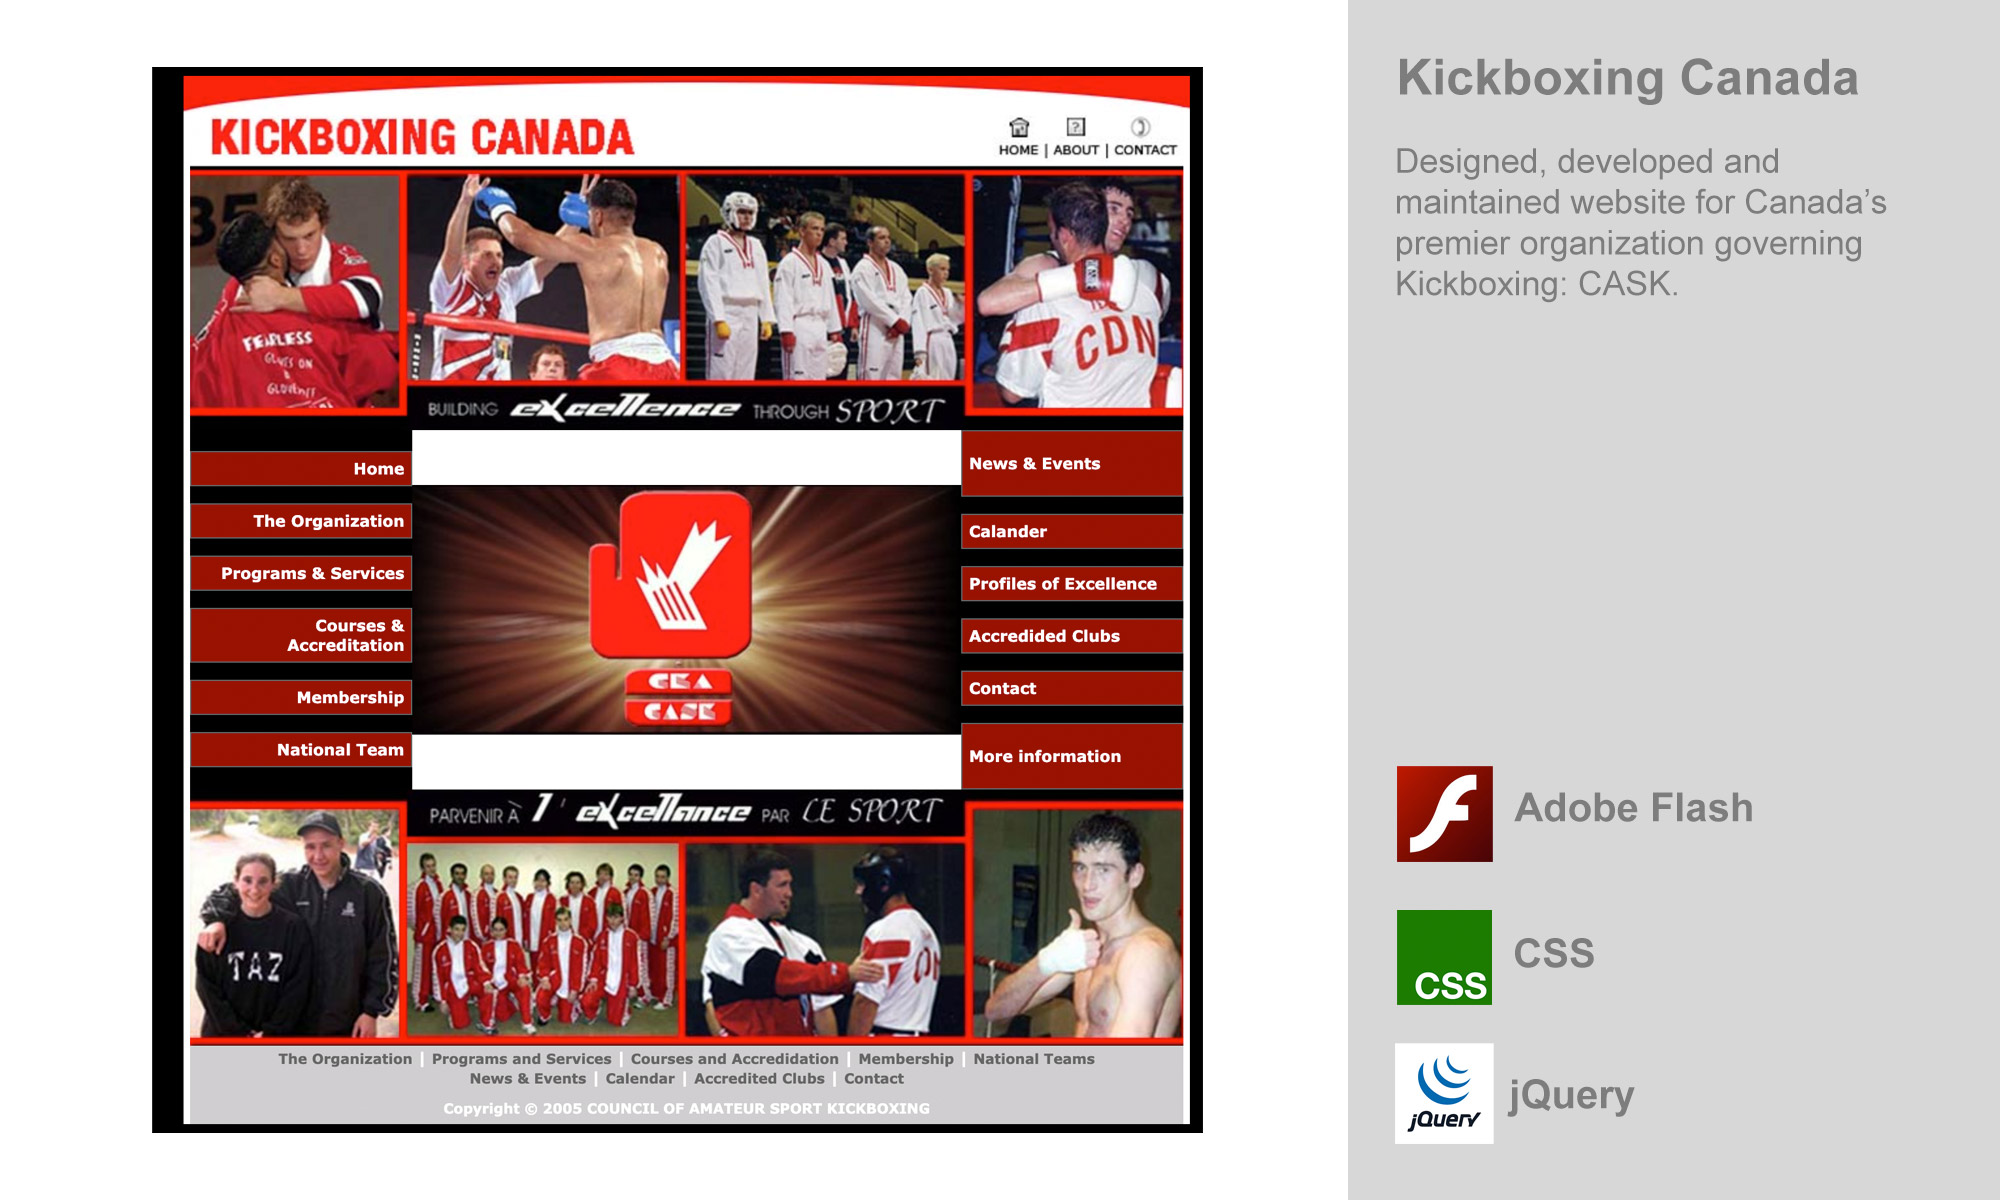 KICKBOXING CANADA
HOME | ABOUT | CONTACT
FEARLESS
GLOVES ON
&
CDN
BUILDING excellence THROUGH SPORT
Home
The Organization
Programs & Services
Courses &
Accreditation
Membership
National Team
CKA
CASK
News & Events
Calander
Profiles of Excellence
Accredided Clubs
Contact
More information
PARVENIR À l'excellance PAR LE SPORT
TAZ
The Organization | Programs and Services | Courses and Accredidation | Membership | National Teams
News & Events | Calendar | Accredited Clubs | Contact
Copyright © 2005 COUNCIL OF AMATEUR SPORT KICKBOXING
Kickboxing Canada
Designed, developed and
maintained website for Canada’s
premier organization governing
Kickboxing: CASK.
Adobe Flash
CSS
CSS
jQuery
jQuery